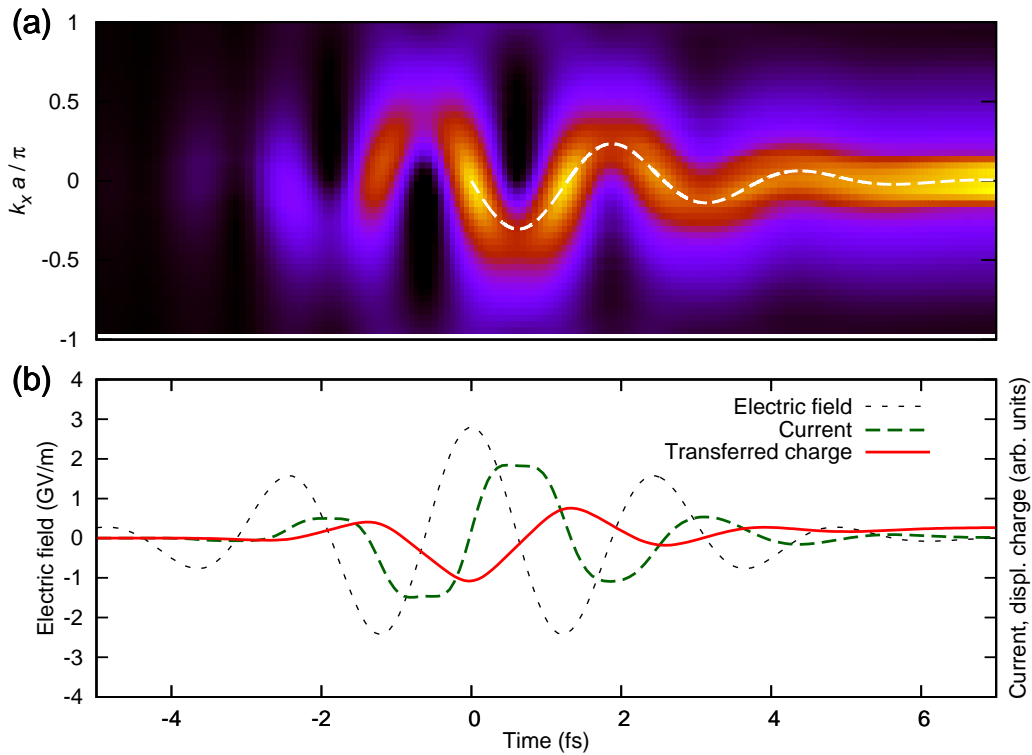 (a)
1
0.5
0
-0.5
-1
k_x a / π
(b)
4
3
2
1
0
-1
-2
-3
-4
Electric field (GV/m)
Electric field
Current
Transferred charge
Current, displ. charge (arb. units)
-4 -2 0 2 4 6
Time (fs)